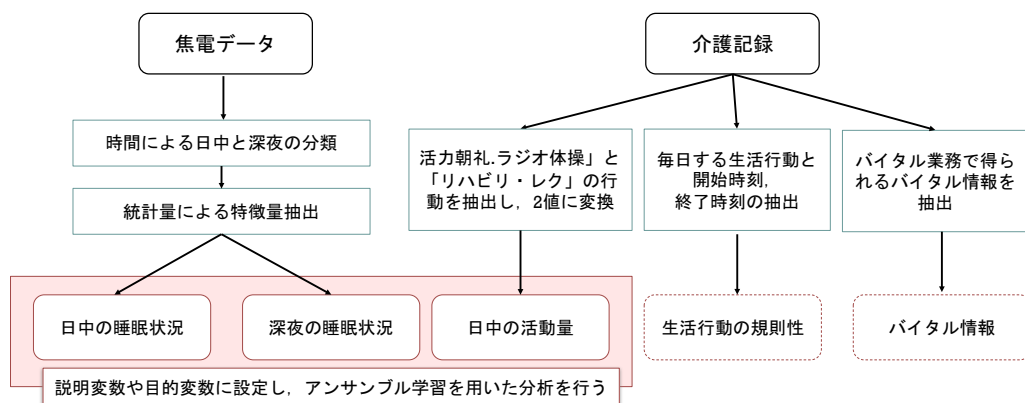 焦電データ
介護記録
時間による日中と深夜の分類
統計量による特徴量抽出
活力朝礼.ラジオ体操」と
「リハビリ・レク」の行
動を抽出し，2値に変換
毎日する生活行動と
開始時刻,
終了時刻の抽出
バイタル業務で得ら
れるバイタル情報を
抽出
日中の睡眠状況
深夜の睡眠状況
日中の活動量
生活行動の規則性
バイタル情報
説明変数や目的変数に設定し，アンサンブル学習を用いた分析を行う